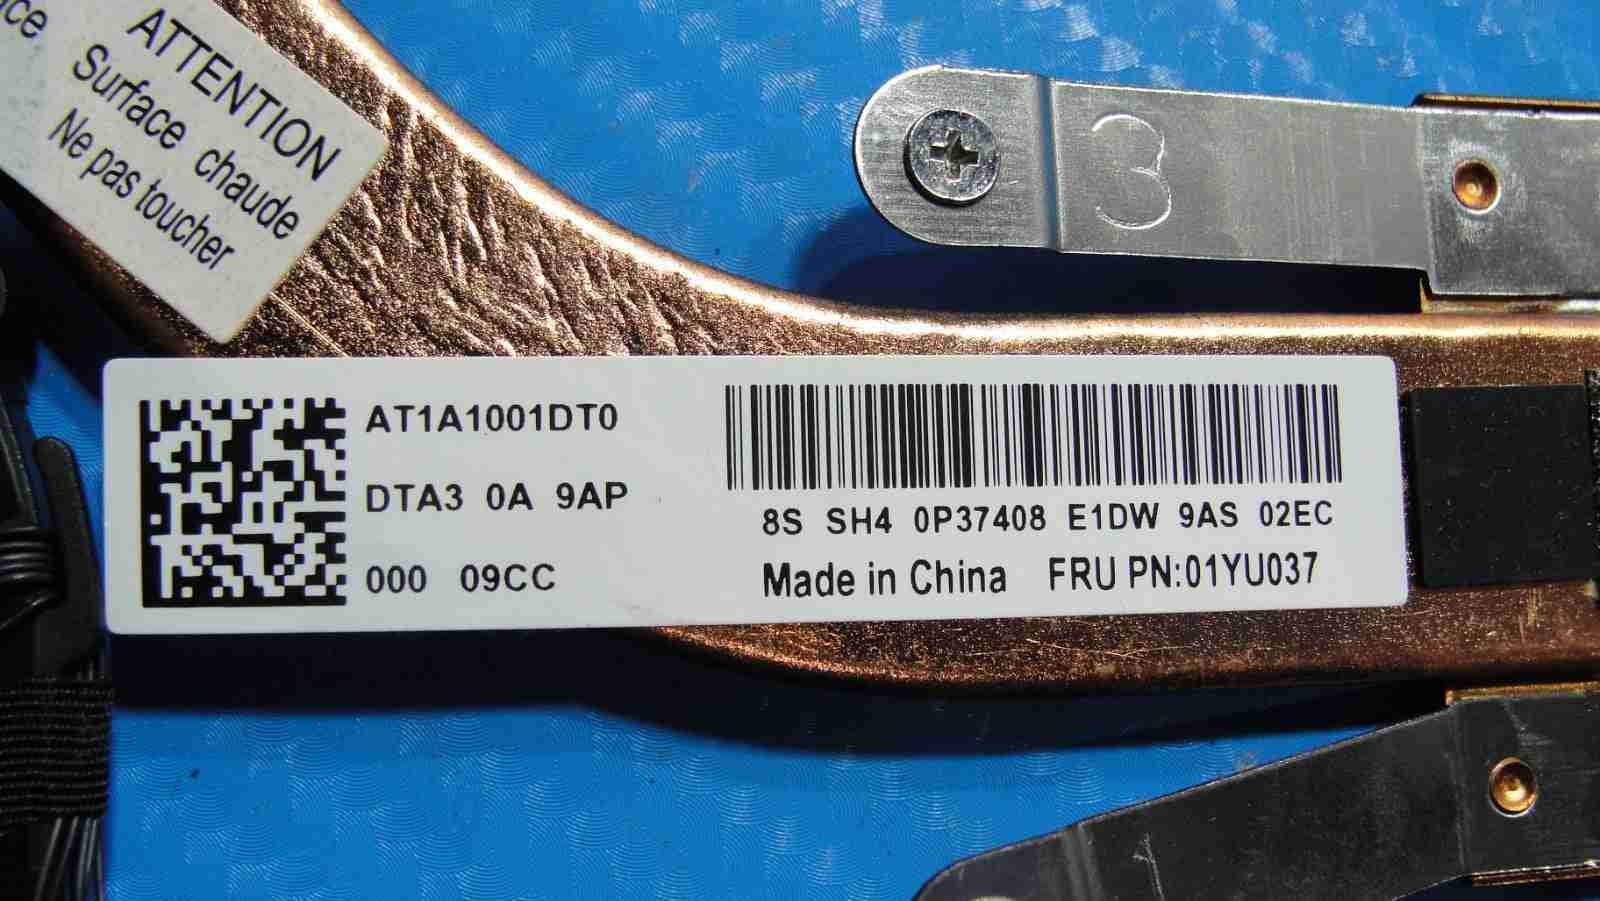 ATTENTION
Surface chaude
Ne pas toucher
3
AT1A1001DT0
DTA3 0A 9AP
000 09CC
8S SH4 0P37408 E1DW 9AS 02EC
Made in China FRU PN:01YU037
1